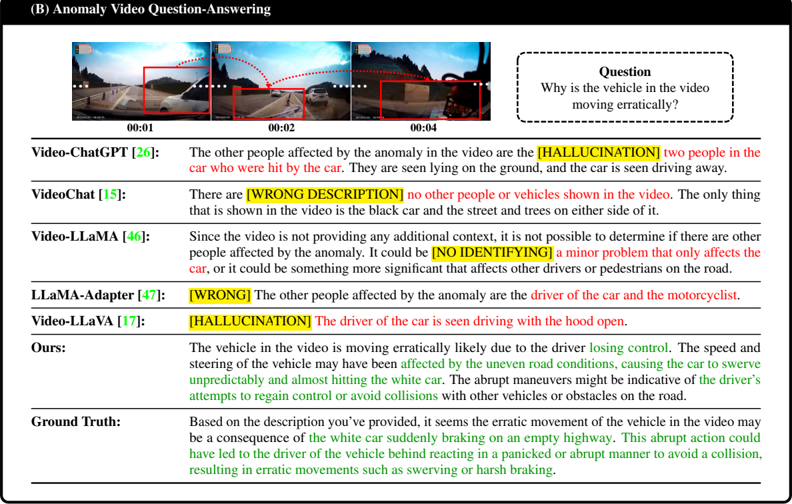 (B) Anomaly Video Question-Answering
00:01
00:02
00:04
Question
Why is the vehicle in the video
moving erratically?
Video-ChatGPT [26]:
The other people affected by the anomaly in the video are the [HALLUCINATION] two people in the
car who were hit by the car. They are seen lying on the ground, and the car is seen driving away.
VideoChat [15]:
There are [WRONG DESCRIPTION] no other people or vehicles shown in the video. The only thing
that is shown in the video is the black car and the street and trees on either side of it.
Video-LLaMA [46]:
Since the video is not providing any additional context, it is not possible to determine if there are other
people affected by the anomaly. It could be [NO IDENTIFYING] a minor problem that only affects the
car, or it could be something more significant that affects other drivers or pedestrians on the road.
LLaMA-Adapter [47]:
[WRONG] The other people affected by the anomaly are the driver of the car and the motorcyclist.
Video-LLaVA [17]:
[HALLUCINATION] The driver of the car is seen driving with the hood open.
Ours:
The vehicle in the video is moving erratically likely due to the driver losing control. The speed and
steering of the vehicle may have been affected by the uneven road conditions, causing the car to swerve
unpredictably and almost hitting the white car. The abrupt maneuvers might be indicative of the driver's
attempts to regain control or avoid collisions with other vehicles or obstacles on the road.
Ground Truth:
Based on the description you've provided, it seems the erratic movement of the vehicle in the video may
be a consequence of the white car suddenly braking on an empty highway. This abrupt action could
have led to the driver of the vehicle behind reacting in a panicked or abrupt manner to avoid a collision,
resulting in erratic movements such as swerving or harsh braking.